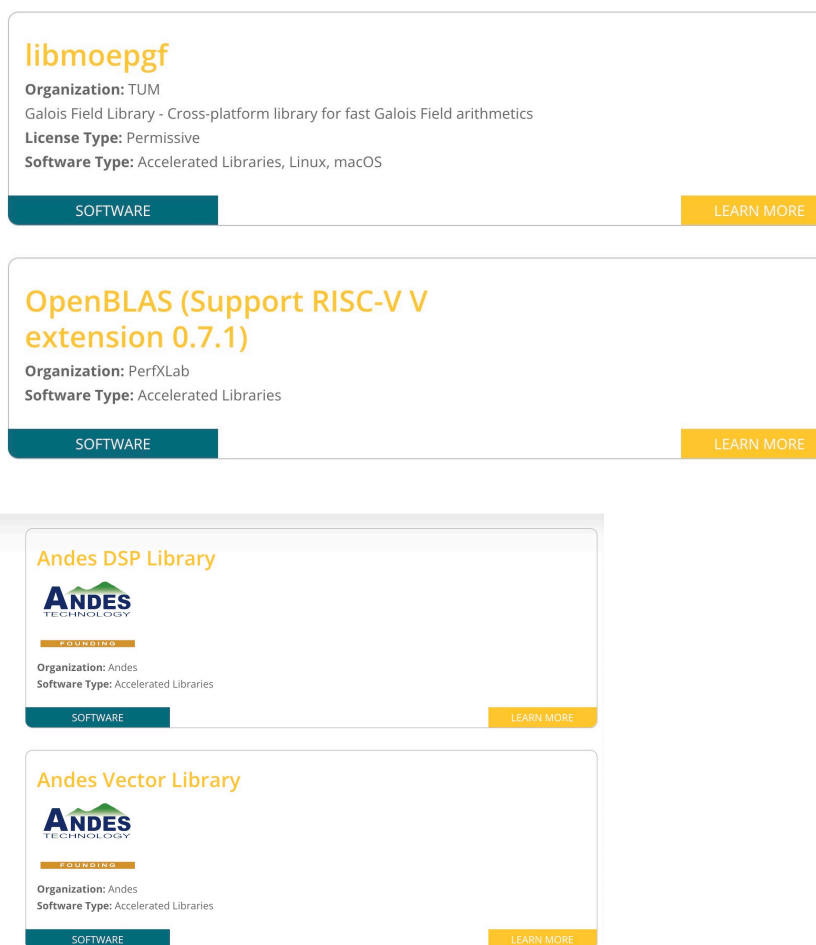 libmoepgf
Organization: TUM
Galois Field Library - Cross-platform library for fast Galois Field arithmetics
License Type: Permissive
Software Type: Accelerated Libraries, Linux, macOS
SOFTWARE
LEARN MORE
OpenBLAS (Support RISC-V V
extension 0.7.1)
Organization: PerfXLab
Software Type: Accelerated Libraries
SOFTWARE
LEARN MORE
Andes DSP Library
ANDES
TECHNOLOGY
FOUNDING
Organization: Andes
Software Type: Accelerated Libraries
SOFTWARE
LEARN MORE
Andes Vector Library
ANDES
TECHNOLOGY
FOUNDING
Organization: Andes
Software Type: Accelerated Libraries
SOFTWARE
LEARN MORE